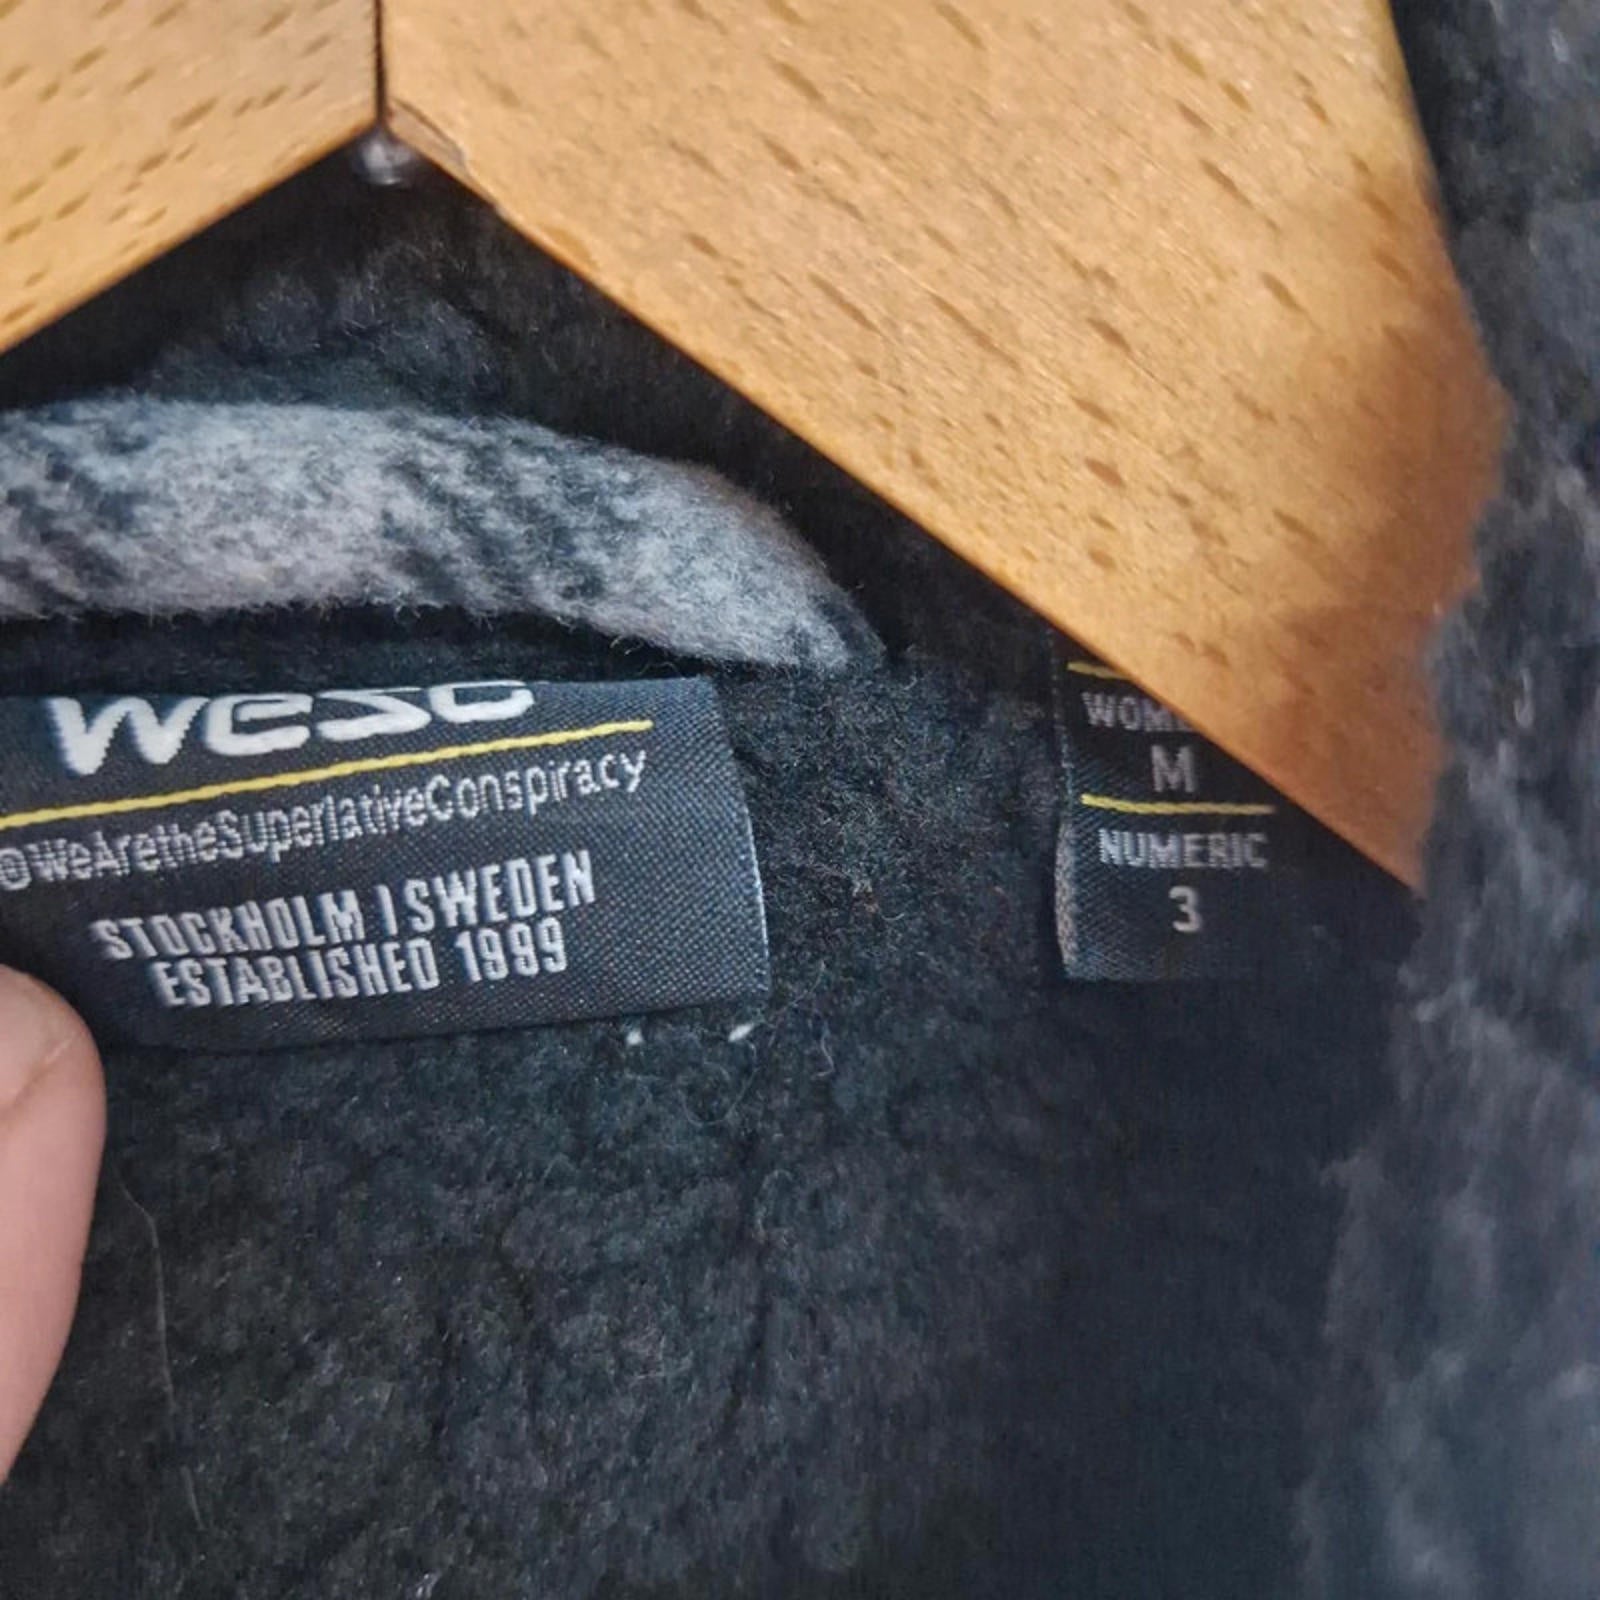 wesc
@WeAretheSuperlativeConspiracy
STOCKHOLM | SWEDEN
ESTABLISHED 1999
M
NUMERIC
3